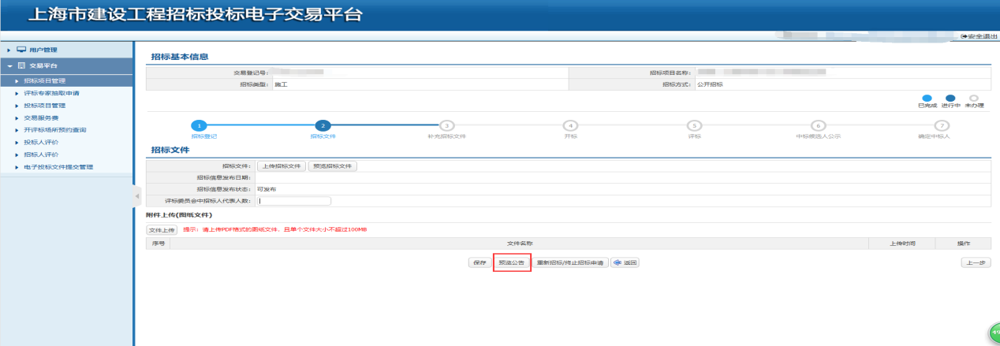 上海市建设工程招标投标电子交易平台
安全退出
用户管理
交易平台
招标项目管理
评标专家抽取申请
投标项目管理
交易服务费
开评标场所预约查询
投标人评价
招标人评价
电子投标文件提交管理
招标基本信息
交易登记号： 招标项目名称：
招标类型： 施工 招标方式： 公开招标
已完成 进行中 未办理
1 2 3 4 5 6 7
招标登记 招标文件 补充招标文件 开标 评标 中标候选人公示 确定中标人
招标文件
招标文件： 上传招标文件 预览招标文件
招标信息发布日期：
招标信息发布状态： 可发布
评标委员会中招标人代表人数：
附件上传(图纸文件)
文件上传 提示：请上传PDF格式的图纸文件，且单个文件大小不超过100MB
序号 文件名称 上传时间 操作
保存 预览公告 重新招标/终止招标申请 返回 上一步